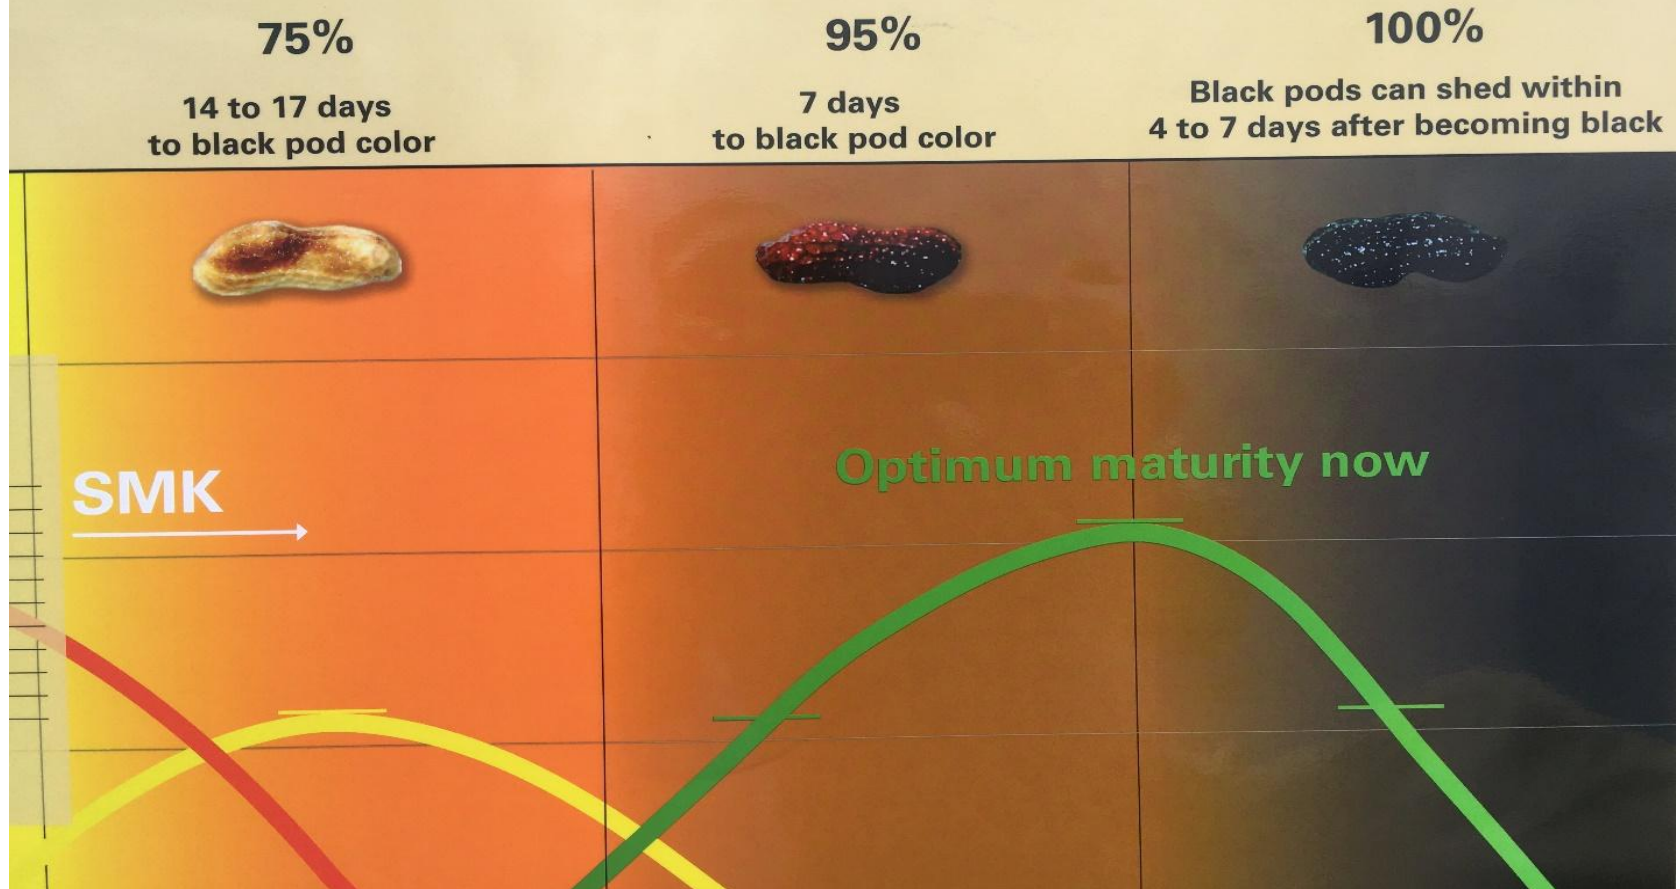 75%
14 to 17 days
to black pod color
95%
7 days
to black pod color
100%
Black pods can shed within
4 to 7 days after becoming black
SMK
Optimum maturity now